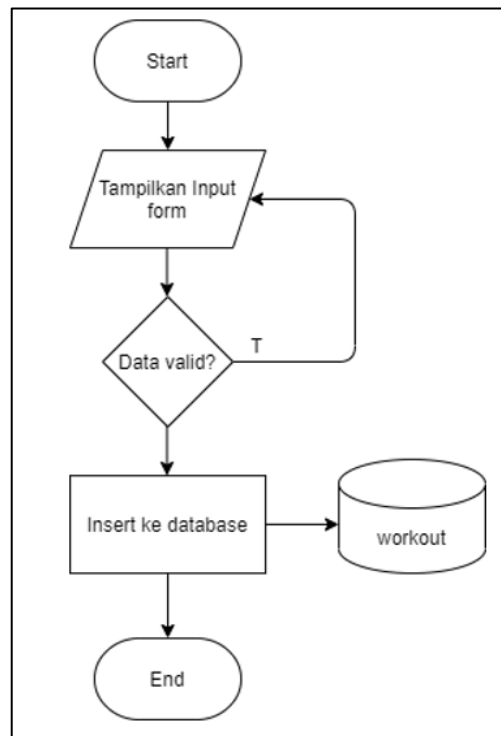 Start
Tampilkan Input
form
T
Data valid?
Insert ke database
workout
End